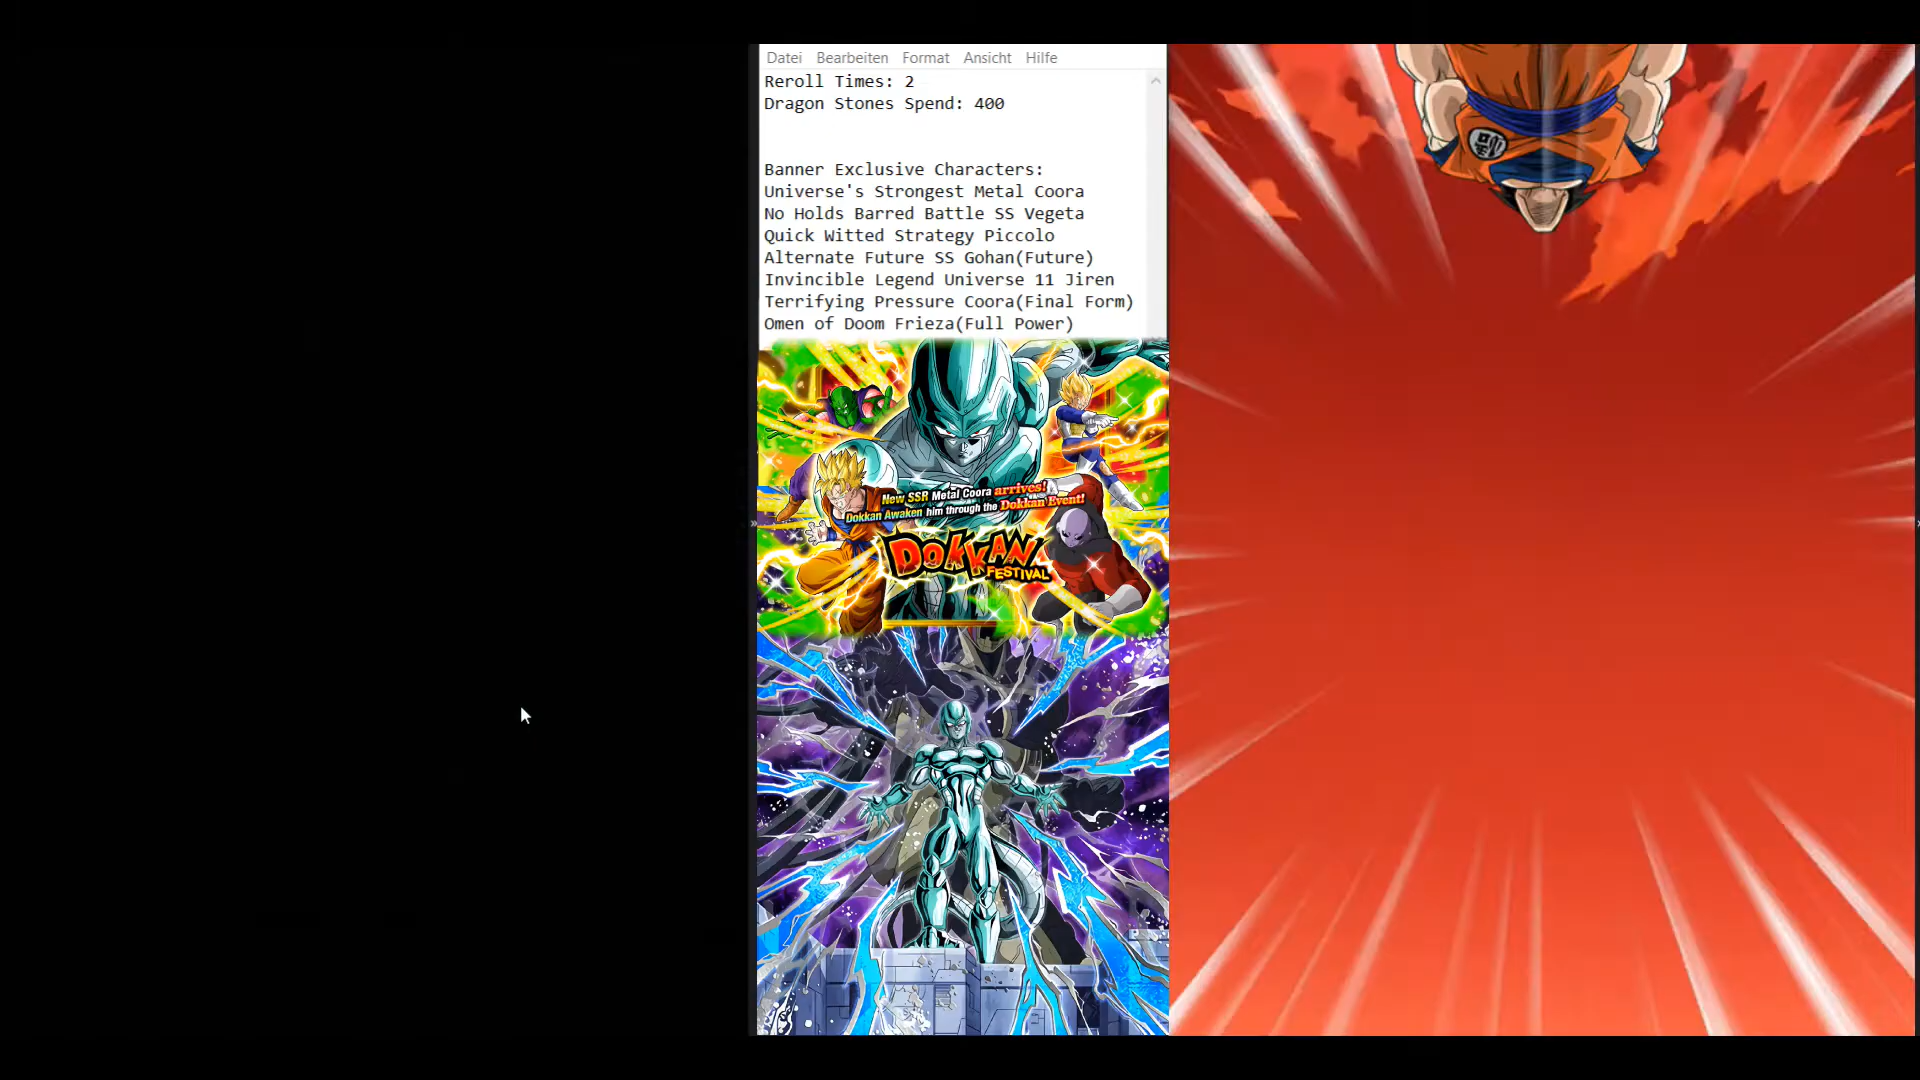 Datei Bearbeiten Format Ansicht Hilfe
Reroll Times: 2
Dragon Stones Spend: 400
Banner Exclusive Characters:
Universe's Strongest Metal Coora
No Holds Barred Battle SS Vegeta
Quick Witted Strategy Piccolo
Alternate Future SS Gohan(Future)
Invincible Legend Universe 11 Jiren
Terrifying Pressure Coora(Final Form)
Omen of Doom Frieza(Full Power)
New SSR Metal Coora arrives!
Dokkan Awaken him through the Dokkan Event!
DOKKAN
FESTIVAL